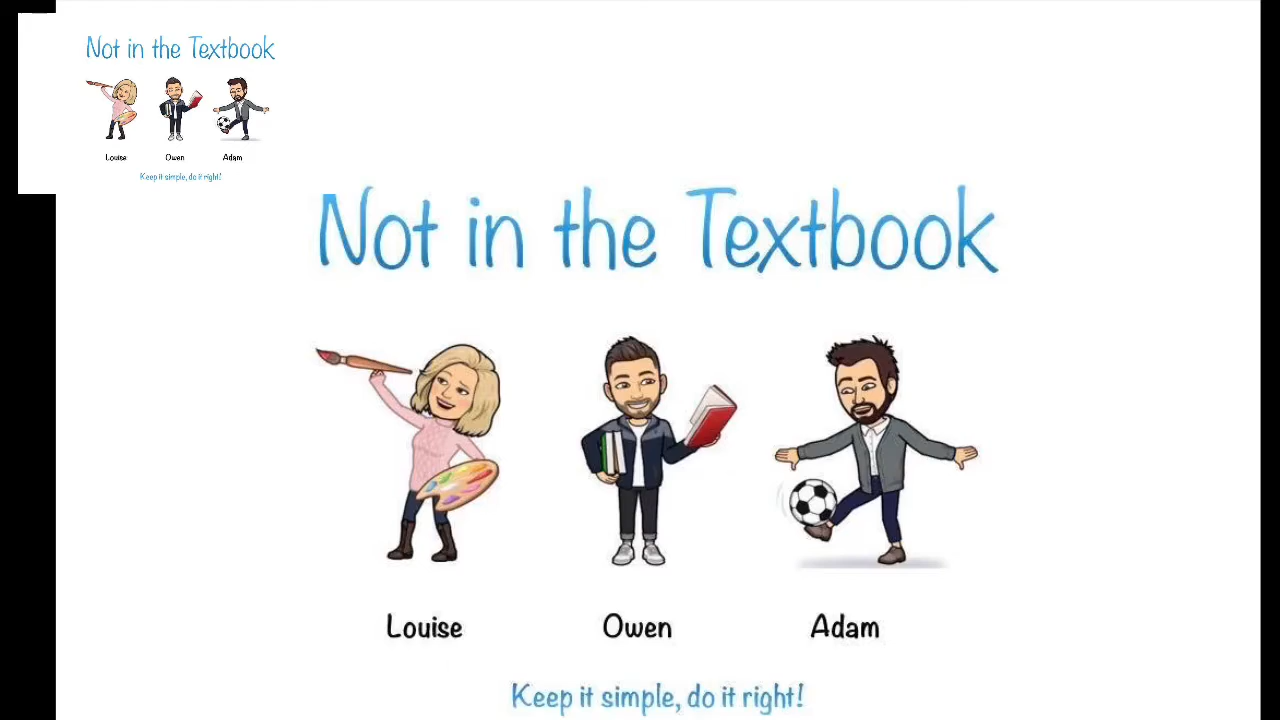 Not in the Textbook
Louise Owen Adam
Keep it simple, do it right!
Not in the Textbook
Louise Owen Adam
Keep it simple, do it right!